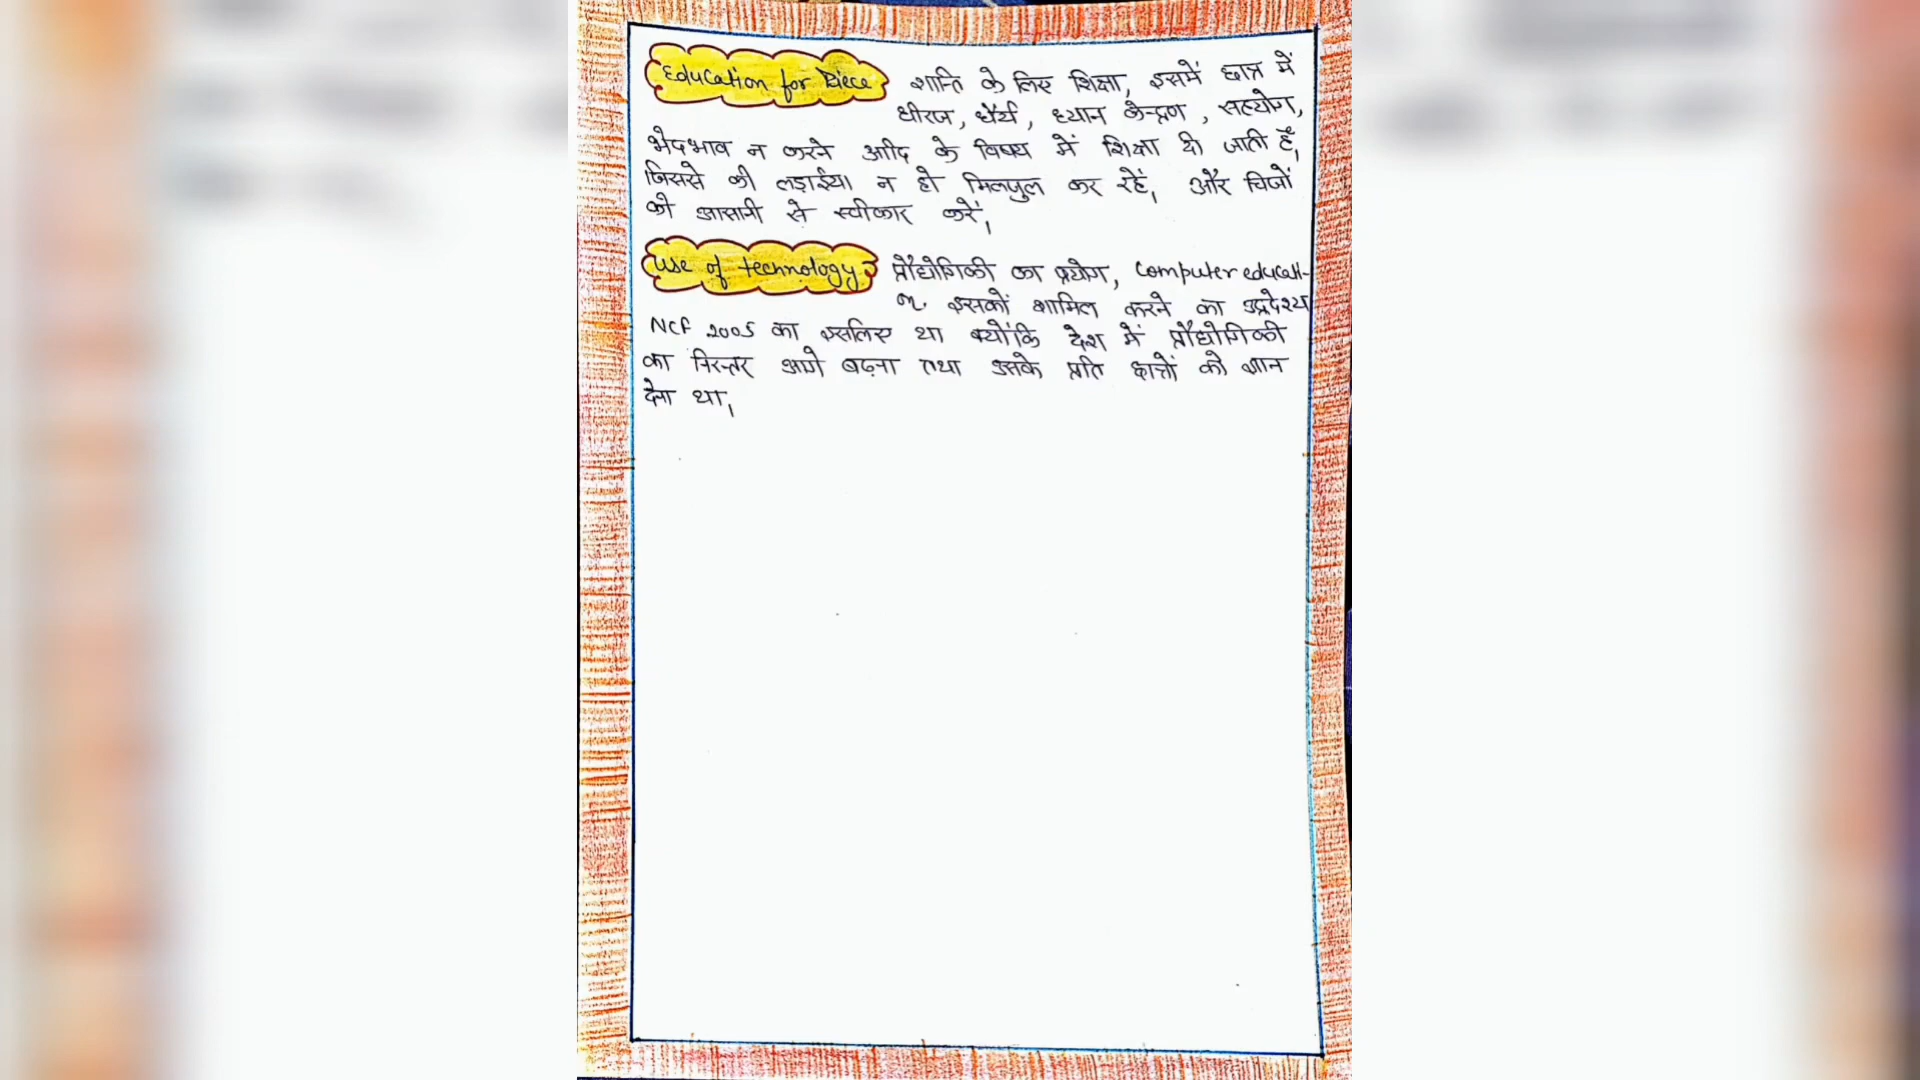 Education for Piece शान्ति के लिए शिक्षा, इसमें छात्र में
धीरज, धैर्य, ध्यान केन्द्रण, सहयोग,
भेदभाव न करने आदि के विषय में शिक्षा दी जाती है,
जिससे की लड़ाईया न हो मिलजुल कर रहें, और चिजों
को आसानी से स्वीकार करें,
Use of technology प्रौद्योगिकी का प्रयोग, Computer educati-
on इसकों शामिल करने का उद्देश्य
NCF 2005 का इसलिए था क्योंकि देश में प्रौद्योगिकी
का निरन्तर आगे बढ़ना तथा उसके प्रति छात्रों को ज्ञान
देना था,